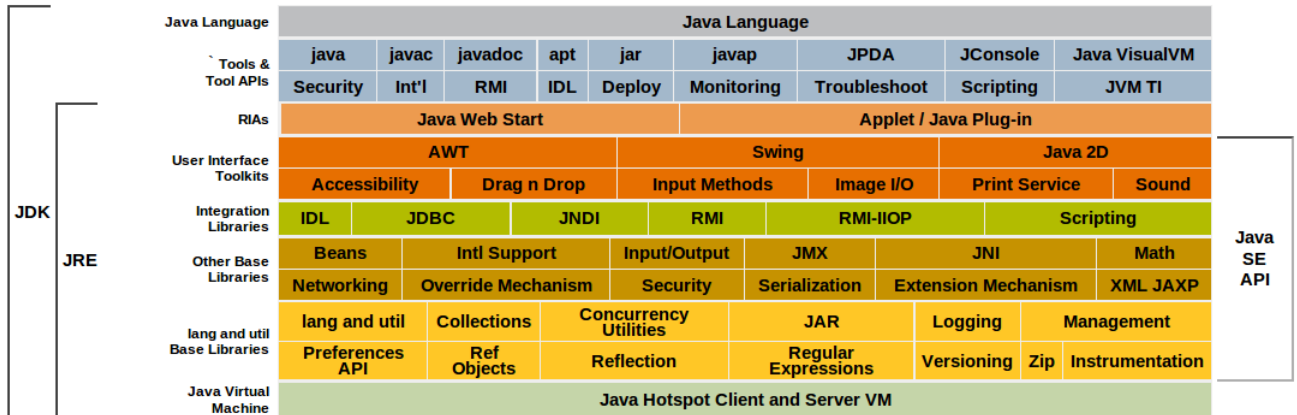 Java Language Java Language
` Tools & Tool APIs
java javac javadoc apt jar javap JPDA JConsole Java VisualVM
Security Int'l RMI IDL Deploy Monitoring Troubleshoot Scripting JVM TI
RIAs Java Web Start Applet / Java Plug-in
User Interface Toolkits
AWT Swing Java 2D
Accessibility Drag n Drop Input Methods Image I/O Print Service Sound
Integration Libraries
IDL JDBC JNDI RMI RMI-IIOP Scripting
JDK
JRE
Other Base Libraries
Beans Intl Support Input/Output JMX JNI Math
Networking Override Mechanism Security Serialization Extension Mechanism XML JAXP
Java
SE
API
lang and util Base Libraries
lang and util Collections Concurrency Utilities JAR Logging Management
Preferences API Ref Objects Reflection Regular Expressions Versioning Zip Instrumentation
Java Virtual Machine
Java Hotspot Client and Server VM